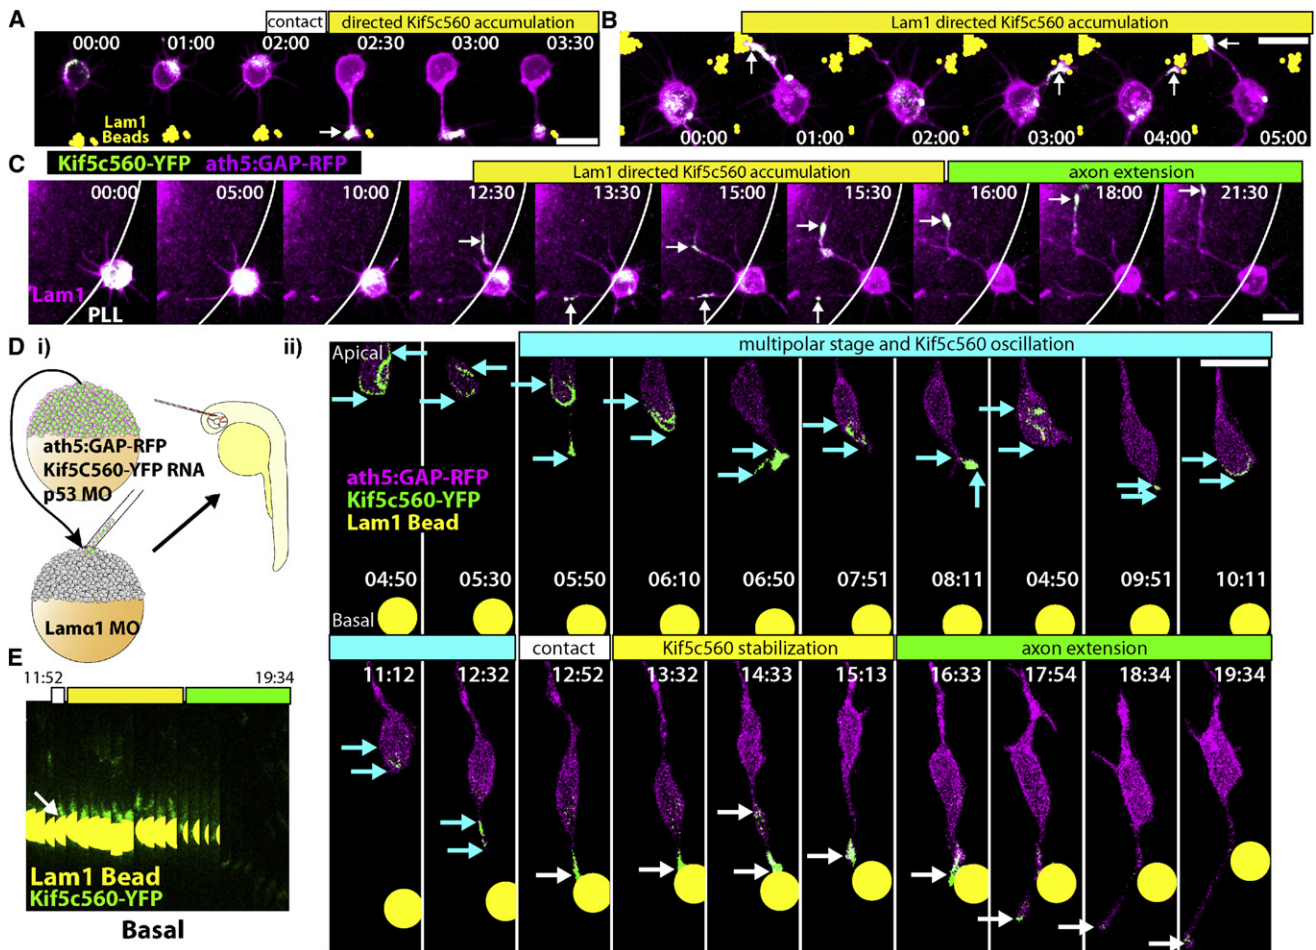 A
contact
directed Kif5c560 accumulation
00:00
01:00
02:00
02:30
03:00
03:30
Lam1
Beads
B
Lam1 directed Kif5c560 accumulation
00:00
01:00
02:00
03:00
04:00
05:00
Kif5c560-YFP ath5:GAP-RFP
C
Lam1 directed Kif5c560 accumulation
axon extension
00:00
05:00
10:00
12:30
13:30
15:00
15:30
16:00
18:00
21:30
Lam1
PLL
D i)
ath5:GAP-RFP
Kif5C560-YFP RNA
p53 MO
Lamα1 MO
ii)
multipolar stage and Kif5c560 oscillation
Apical
ath5:GAP-RFP
Kif5c560-YFP
Lam1 Bead
04:50
05:30
05:50
06:10
06:50
07:51
08:11
04:50
09:51
10:11
Basal
contact
Kif5c560 stabilization
axon extension
11:12
12:32
12:52
13:32
14:33
15:13
16:33
17:54
18:34
19:34
E
11:52
19:34
Lam1 Bead
Kif5c560-YFP
Basal